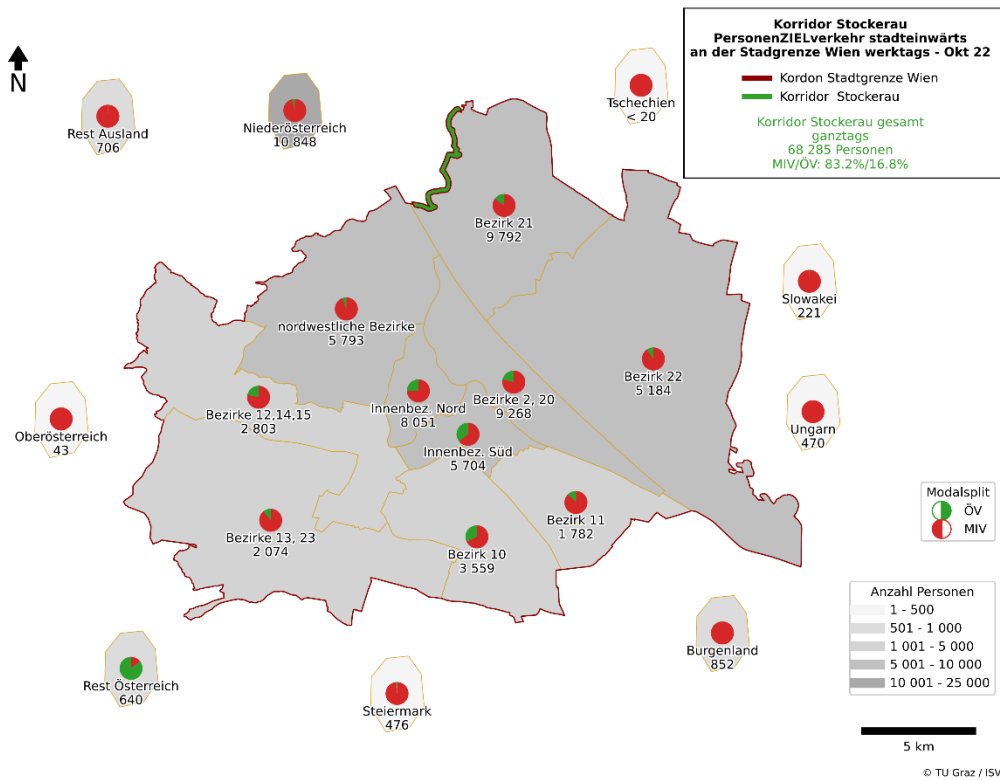 Korridor Stockerau
PersonenZIELverkehr stadteinwärts
an der Stadgrenze Wien werktags - Okt 22
Kordon Stadtgrenze Wien
Korridor Stockerau
Korridor Stockerau gesamt
ganztags
68 285 Personen
MIV/ÖV: 83.2%/16.8%
N
Rest Ausland
706
Niederösterreich
10 848
Tschechien
< 20
Bezirk 21
9 792
Slowakei
221
nordwestliche Bezirke
5 793
Bezirk 22
5 184
Bezirke 12,14,15
2 803
Innenbez. Nord
8 051
Bezirke 2, 20
9 268
Oberösterreich
43
Ungarn
470
Innenbez. Süd
5 704
Bezirke 13, 23
2 074
Bezirk 11
1 782
Bezirk 10
3 559
Modalsplit
ÖV
MIV
Anzahl Personen
1 - 500
501 - 1 000
1 001 - 5 000
5 001 - 10 000
10 001 - 25 000
Burgenland
852
Rest Österreich
640
Steiermark
476
5 km
© TU Graz / ISV